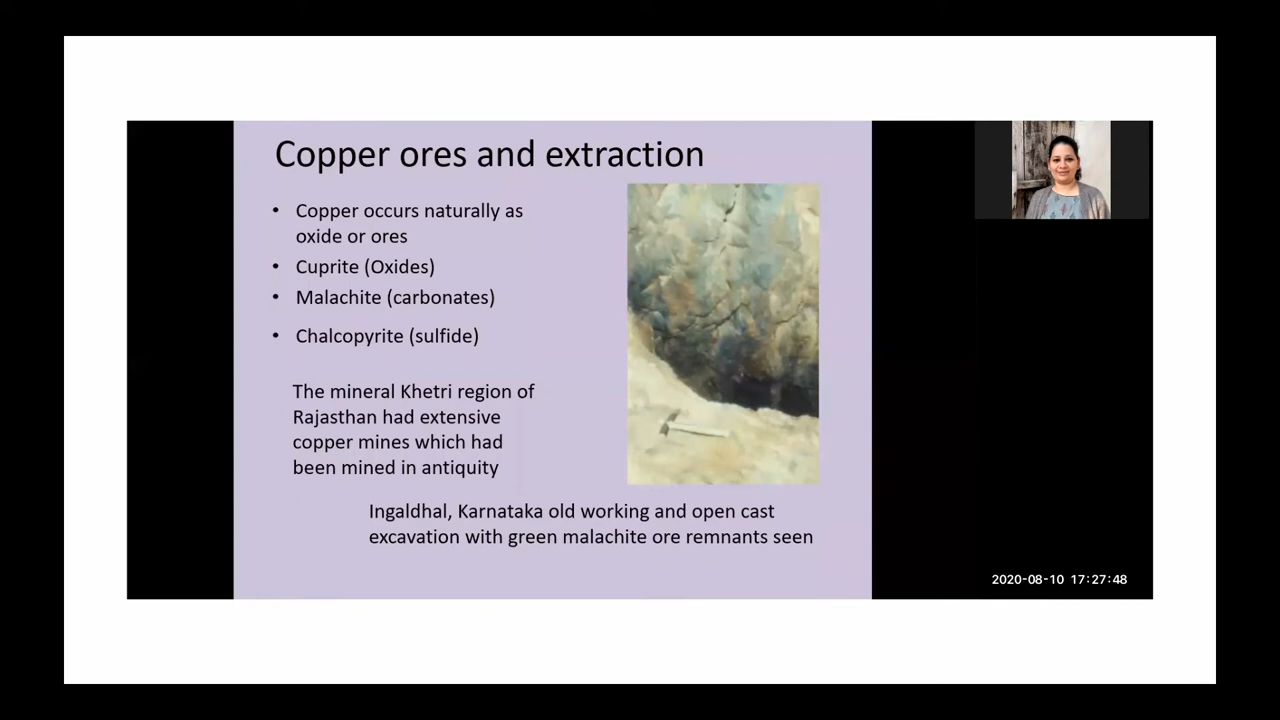 Copper ores and extraction
• Copper occurs naturally as
oxide or ores
• Cuprite (Oxides)
• Malachite (carbonates)
• Chalcopyrite (sulfide)
The mineral Khetri region of
Rajasthan had extensive
copper mines which had
been mined in antiquity
Ingaldhal, Karnataka old working and open cast
excavation with green malachite ore remnants seen
2020-08-10 17:27:48